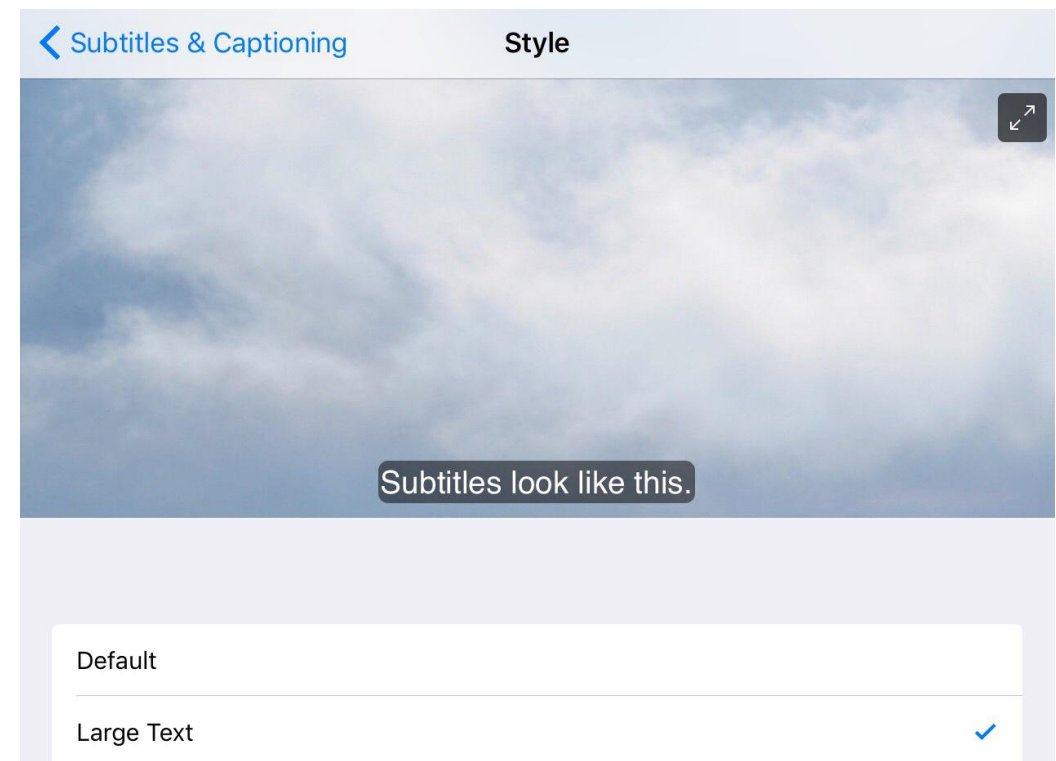 Subtitles & Captioning Style
Subtitles look like this.
Default
Large Text